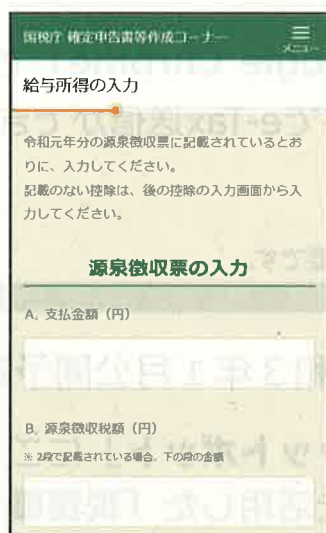 国税庁 確定申告書等作成コーナー
メニュー
給与所得の入力
令和元年分の源泉徴収票に記載されているとお
りに、入力してください。
記載のない控除は、後の控除の入力画面から入
力してください。
源泉徴収票の入力
A. 支払金額（円）
B. 源泉徴収税額（円）
※ 2段で記載されている場合、下の段の金額